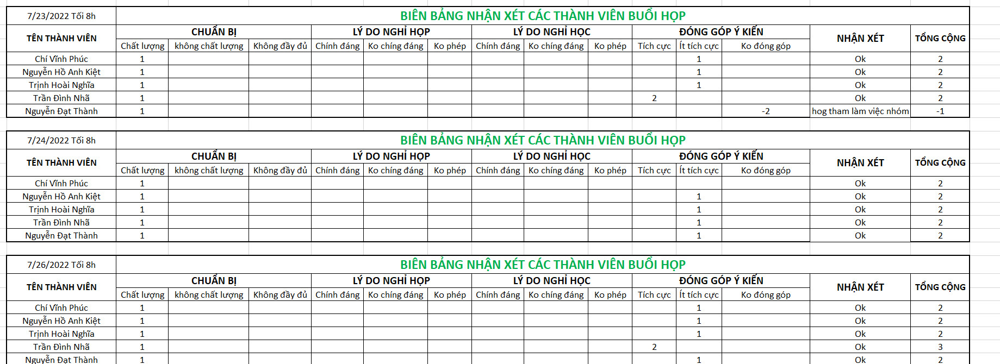 7/23/2022 Tối 8h BIÊN BẢNG NHẬN XÉT CÁC THÀNH VIÊN BUỔI HỌP
TÊN THÀNH VIÊN CHUẨN BỊ LÝ DO NGHỈ HỌP LÝ DO NGHỈ HỌC ĐÓNG GÓP Ý KIẾN NHẬN XÉT TỔNG CỘNG
Chất lượng không chất lượng Không đầy đủ Chính đáng Ko chíng đáng Ko phép Chính đáng Ko chíng đáng Ko phép Tích cực Ít tích cực Ko đóng góp
Chí Vĩnh Phúc 1 1 Ok 2
Nguyễn Hồ Anh Kiệt 1 1 Ok 2
Trịnh Hoài Nghĩa 1 1 Ok 2
Trần Đình Nhã 1 2 Ok 2
Nguyễn Đạt Thành 1 -2 hog tham làm việc nhóm -1
7/24/2022 Tối 8h BIÊN BẢNG NHẬN XÉT CÁC THÀNH VIÊN BUỔI HỌP
TÊN THÀNH VIÊN CHUẨN BỊ LÝ DO NGHỈ HỌP LÝ DO NGHỈ HỌC ĐÓNG GÓP Ý KIẾN NHẬN XÉT TỔNG CỘNG
Chất lượng không chất lượng Không đầy đủ Chính đáng Ko chíng đáng Ko phép Chính đáng Ko chíng đáng Ko phép Tích cực Ít tích cực Ko đóng góp
Chí Vĩnh Phúc 1 Ok 2
Nguyễn Hồ Anh Kiệt 1 1 Ok 2
Trịnh Hoài Nghĩa 1 1 Ok 2
Trần Đình Nhã 1 1 Ok 2
Nguyễn Đạt Thành 1 1 Ok 2
7/26/2022 Tối 8h BIÊN BẢNG NHẬN XÉT CÁC THÀNH VIÊN BUỔI HỌP
TÊN THÀNH VIÊN CHUẨN BỊ LÝ DO NGHỈ HỌP LÝ DO NGHỈ HỌC ĐÓNG GÓP Ý KIẾN NHẬN XÉT TỔNG CỘNG
Chất lượng không chất lượng Không đầy đủ Chính đáng Ko chíng đáng Ko phép Chính đáng Ko chíng đáng Ko phép Tích cực Ít tích cực Ko đóng góp
Chí Vĩnh Phúc 1 1 Ok 2
Nguyễn Hồ Anh Kiệt 1 1 Ok 2
Trịnh Hoài Nghĩa 1 1 Ok 2
Trần Đình Nhã 1 2 Ok 3
Nguyễn Đạt Thành 1 1 Ok 2